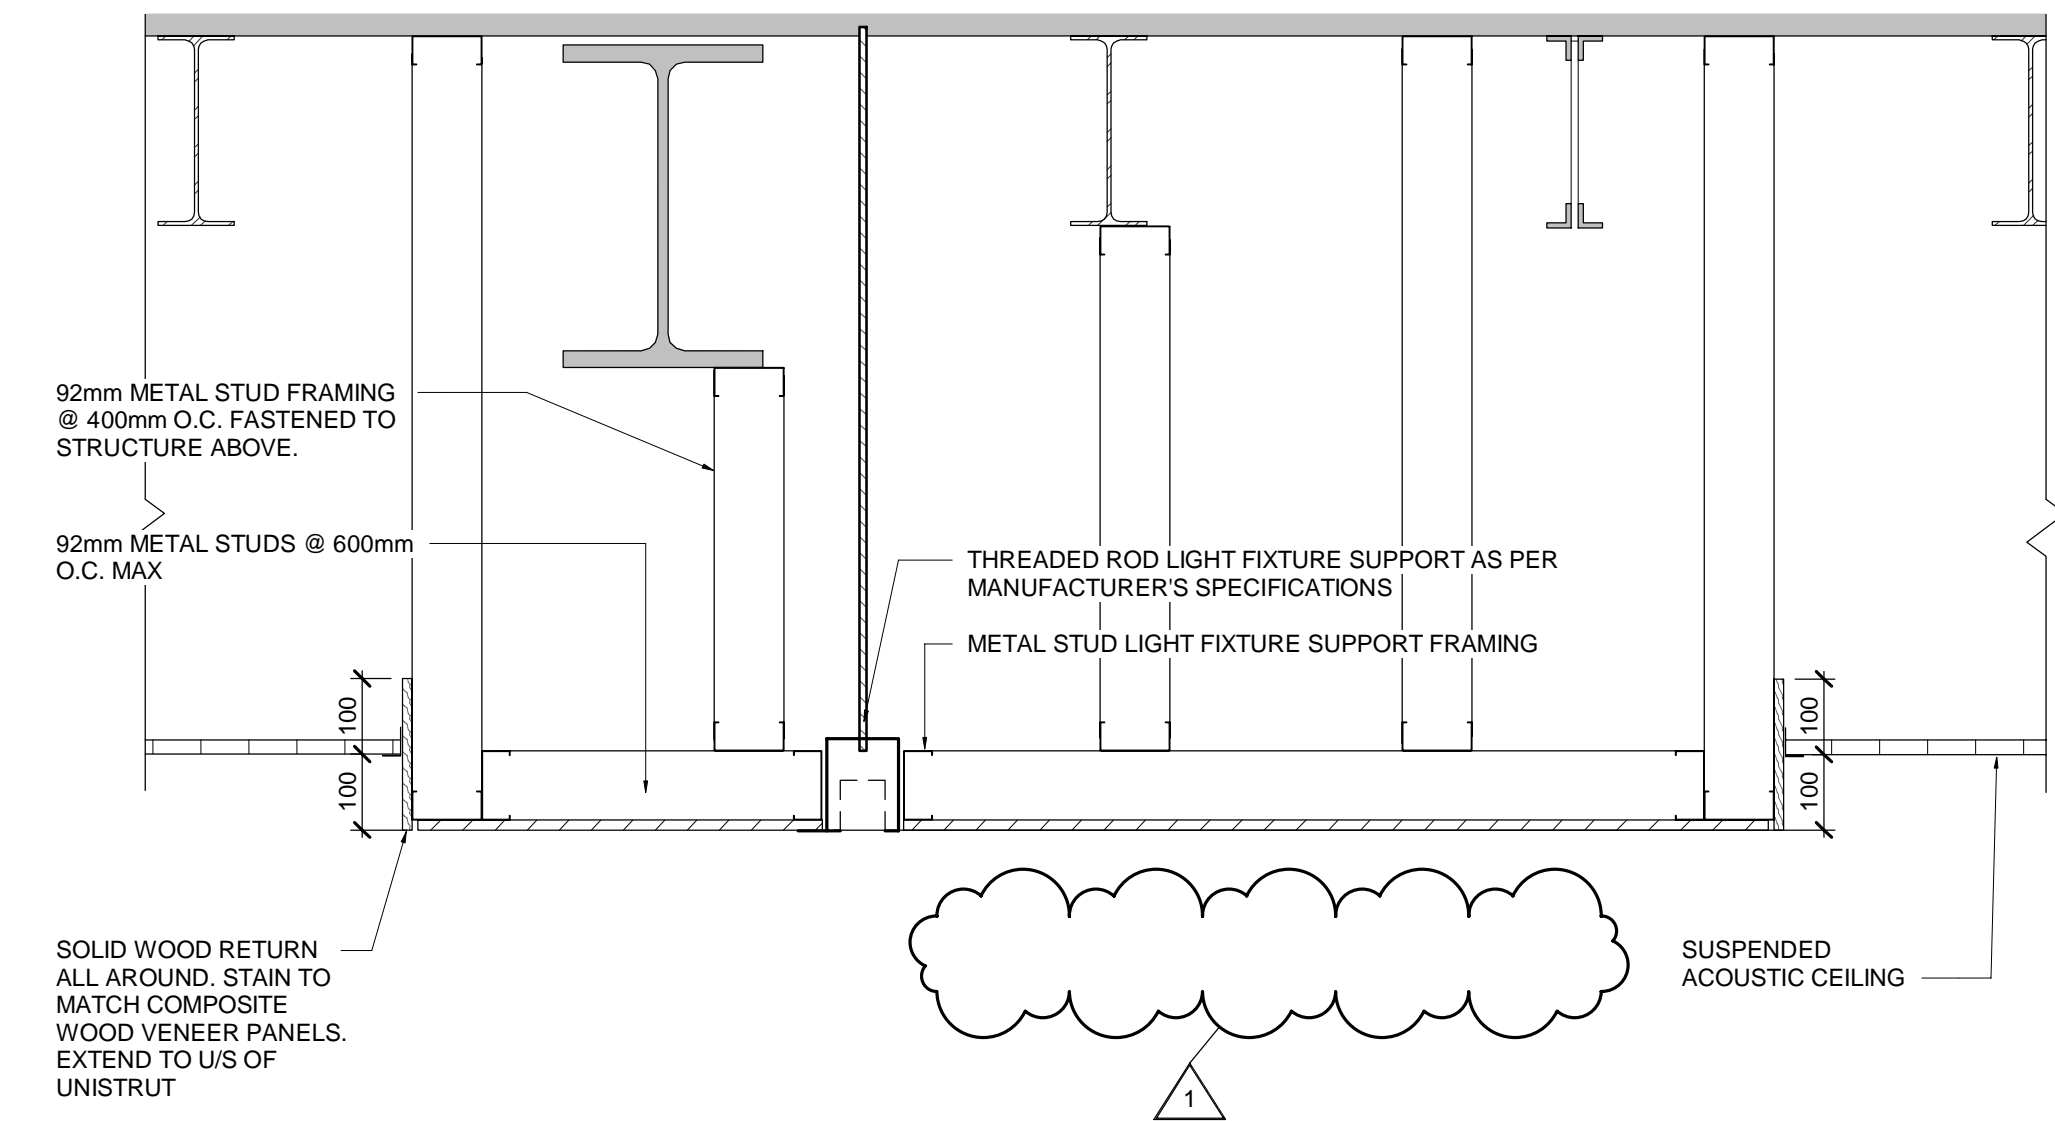 92mm METAL STUD FRAMING
@ 400mm O.C. FASTENED TO
STRUCTURE ABOVE.
92mm METAL STUDS @ 600mm
O.C. MAX
THREADED ROD LIGHT FIXTURE SUPPORT AS PER
MANUFACTURER'S SPECIFICATIONS
METAL STUD LIGHT FIXTURE SUPPORT FRAMING
100
100
100
100
SOLID WOOD RETURN
ALL AROUND. STAIN TO
MATCH COMPOSITE
WOOD VENEER PANELS.
EXTEND TO U/S OF
UNISTRUT
SUSPENDED
ACOUSTIC CEILING
1